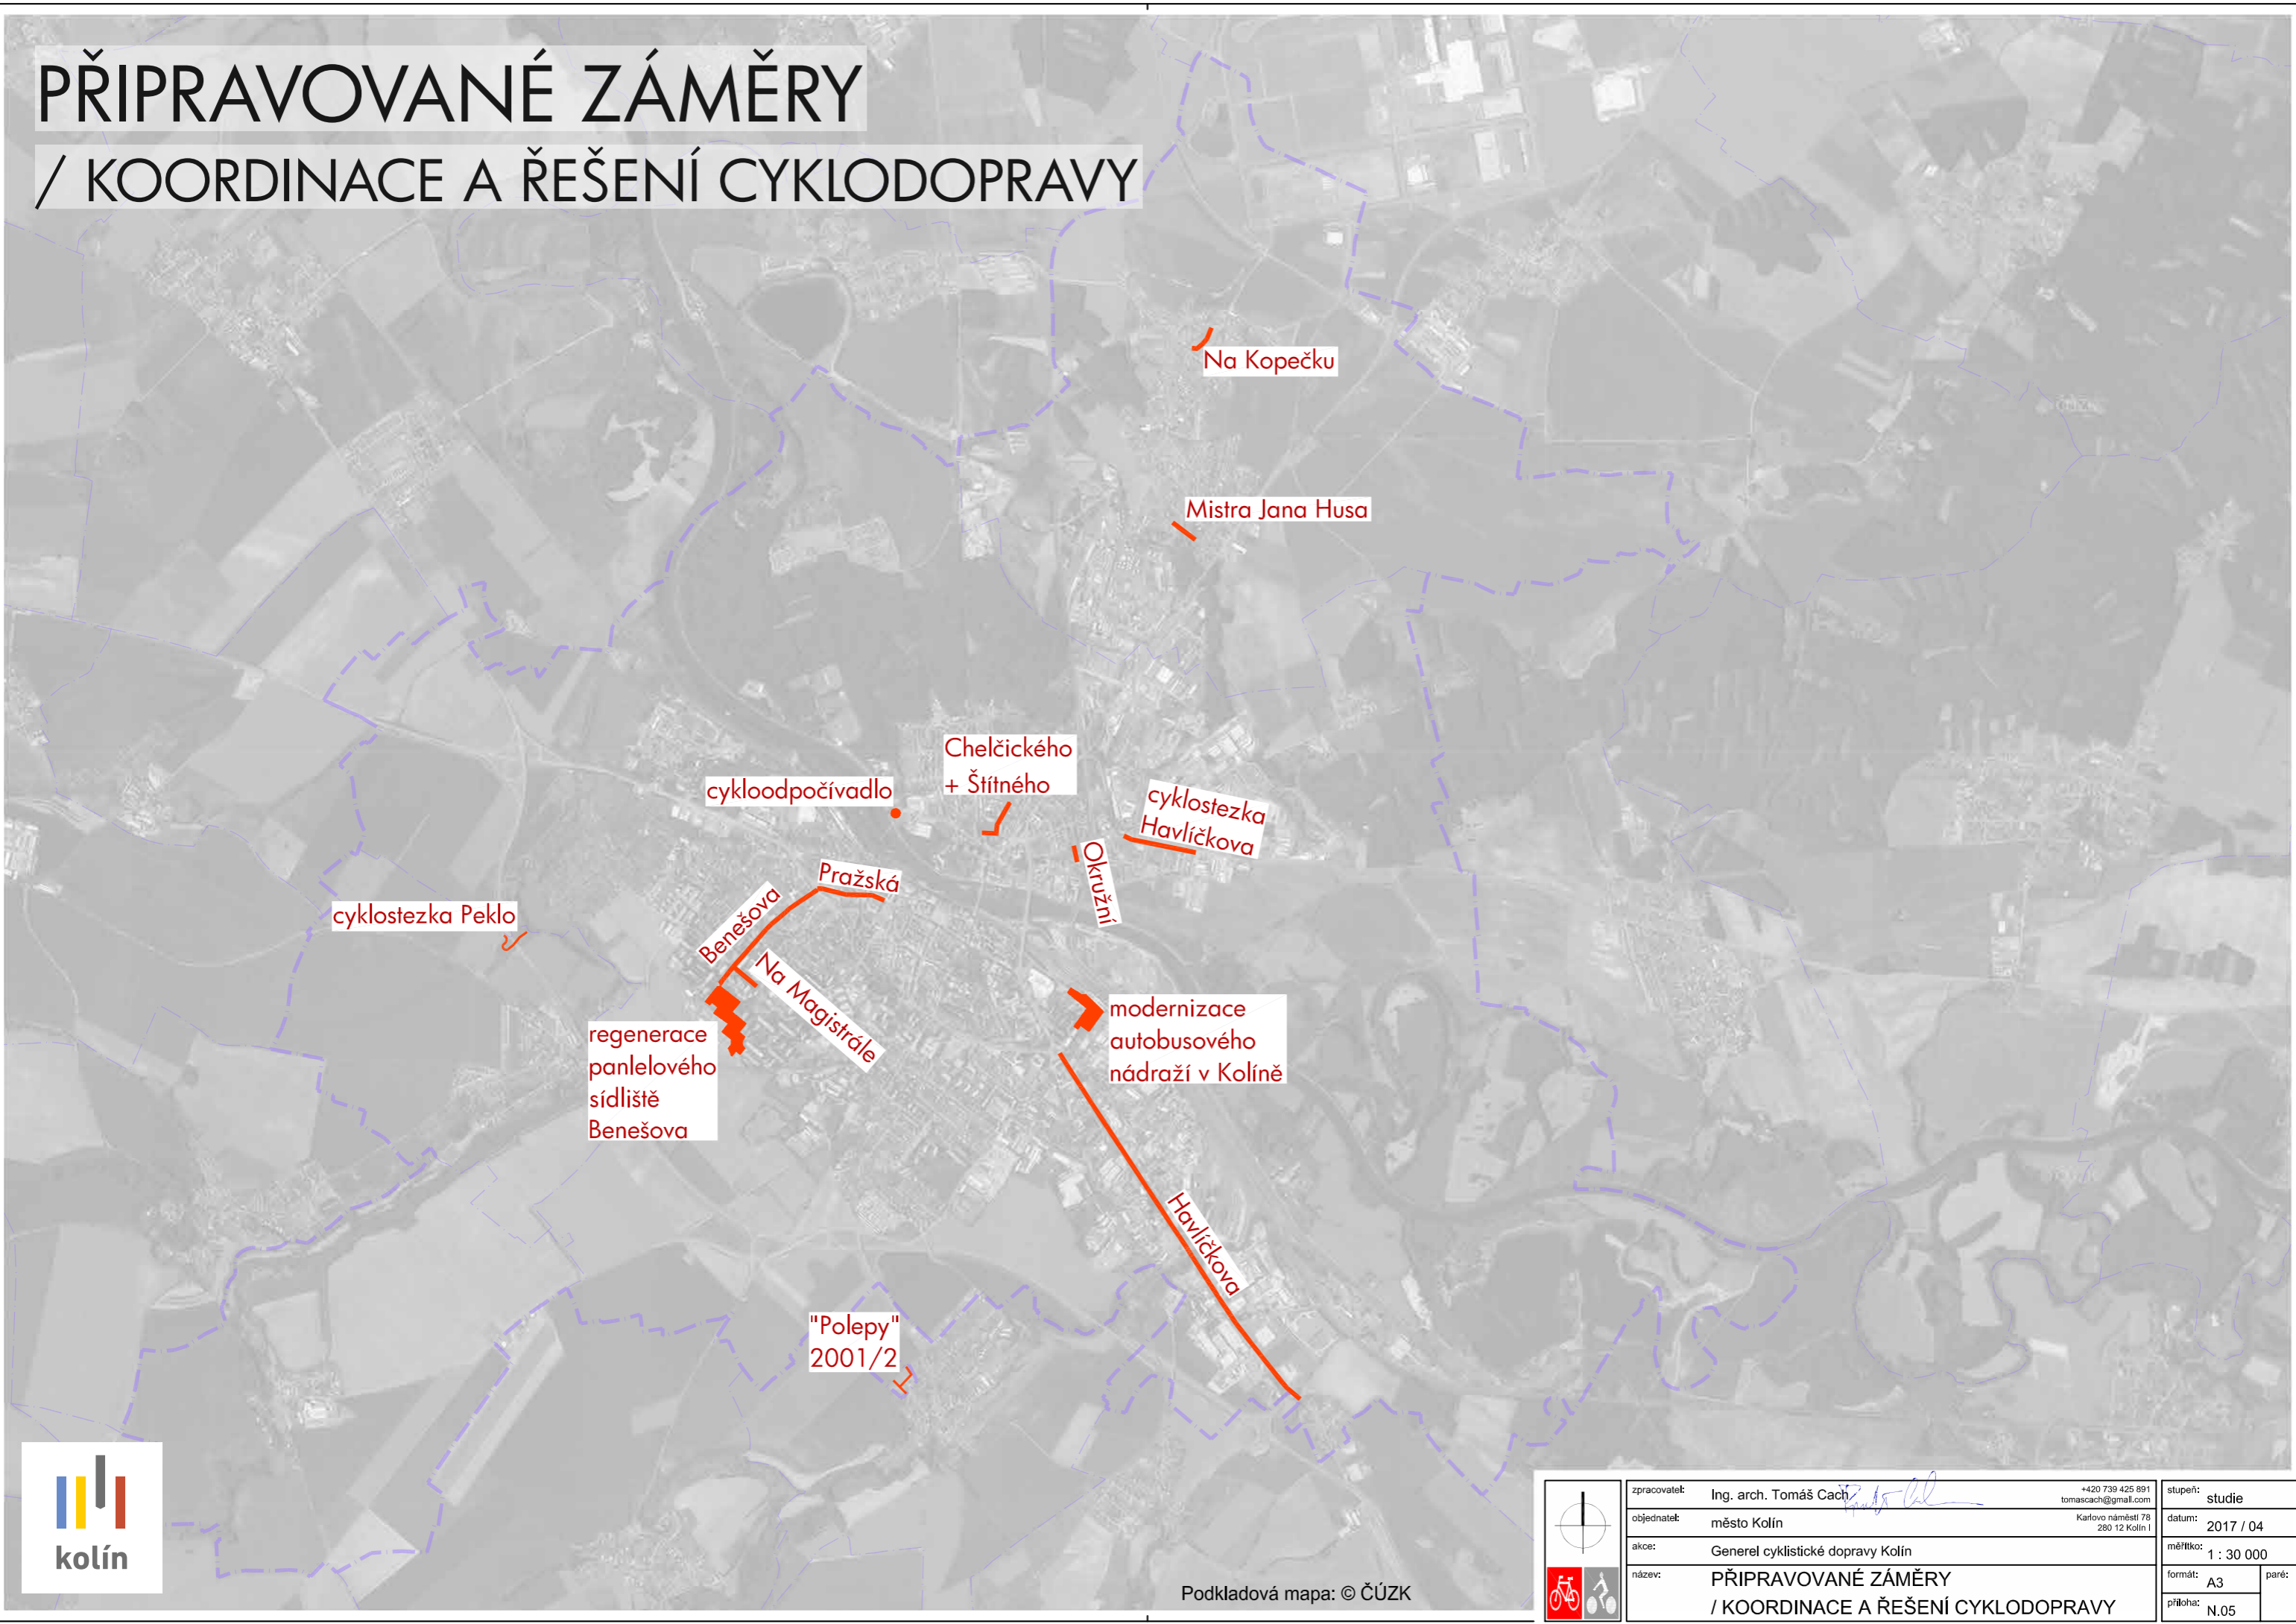 PŘIPRAVOVANÉ ZÁMĚRY
/ KOORDINACE A ŘEŠENÍ CYKLODOPRAVY
Na Kopečku
Mistra Jana Husa
Chelčického
+ Štítného
cykloodpočívadlo
cyklostezka
Havlíčkova
Okružní
Pražská
Benešova
cyklostezka Peklo
Na Magistrále
regenerace
panlelového
sídliště
Benešova
modernizace
autobusového
nádraží v Kolíně
Havlíčkova
"Polepy"
2001/2
kolín
Podkladová mapa: © ČÚZK
zpracovatel: Ing. arch. Tomáš Cach
+420 739 425 891
tomascach@gmail.com
objednatel: město Kolín
Karlovo náměstí 78
280 12 Kolín I
akce: Generel cyklistické dopravy Kolín
název: PŘIPRAVOVANÉ ZÁMĚRY
/ KOORDINACE A ŘEŠENÍ CYKLODOPRAVY
stupeň: studie
datum: 2017 / 04
měřítko: 1 : 30 000
formát: A3
paré:
příloha: N.05